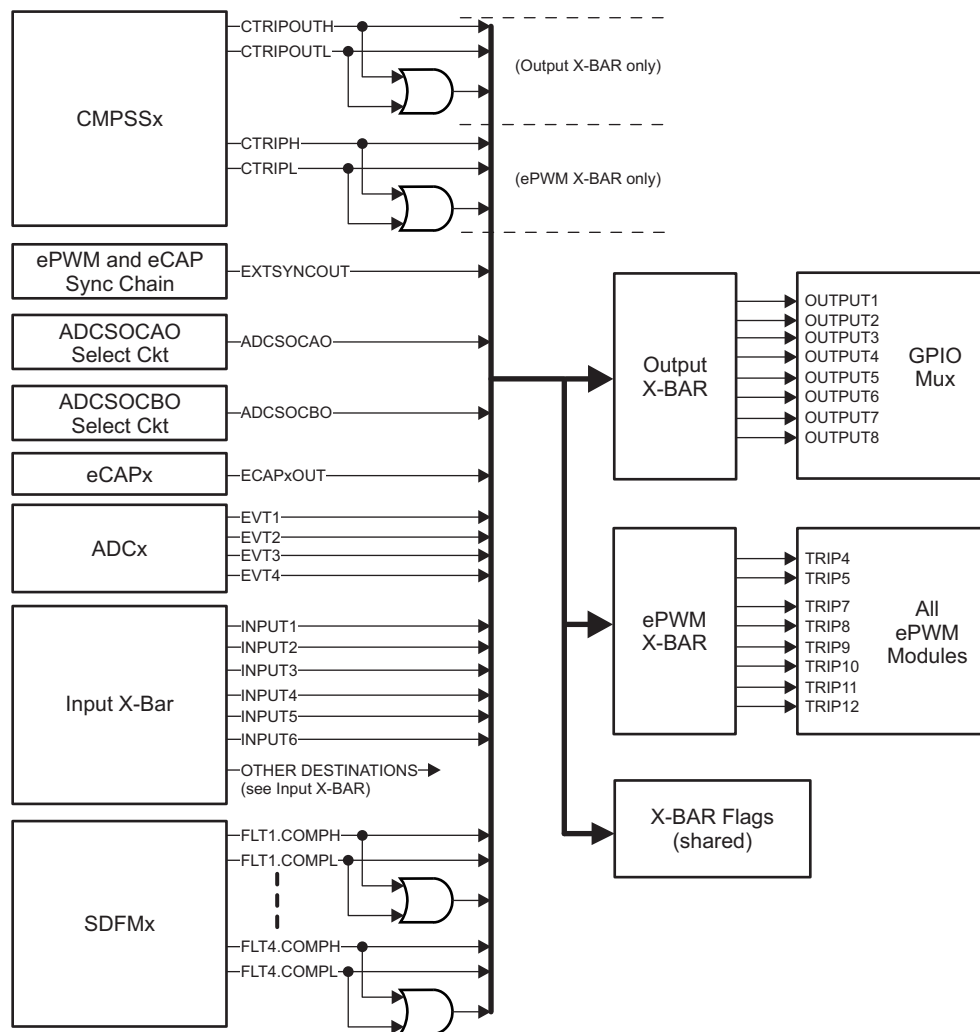 CTRIPOUTH
CTRIPOUTL
(Output X-BAR only)
CMPSSx
CTRIPH
CTRIPL
(ePWM X-BAR only)
ePWM and eCAP
Sync Chain
EXTSYNCOUT
ADCSOCAO
Select Ckt
ADCSOCAO
ADCSOCBO
Select Ckt
ADCSOCBO
eCAPx
ECAPxOUT
ADCx
EVT1
EVT2
EVT3
EVT4
Input X-Bar
INPUT1
INPUT2
INPUT3
INPUT4
INPUT5
INPUT6
OTHER DESTINATIONS
(see Input X-BAR)
SDFMx
FLT1.COMPH
FLT1.COMPL
FLT4.COMPH
FLT4.COMPL
Output
X-BAR
OUTPUT1
OUTPUT2
OUTPUT3
OUTPUT4
OUTPUT5
OUTPUT6
OUTPUT7
OUTPUT8
GPIO
Mux
ePWM
X-BAR
TRIP4
TRIP5
TRIP7
TRIP8
TRIP9
TRIP10
TRIP11
TRIP12
All
ePWM
Modules
X-BAR Flags
(shared)